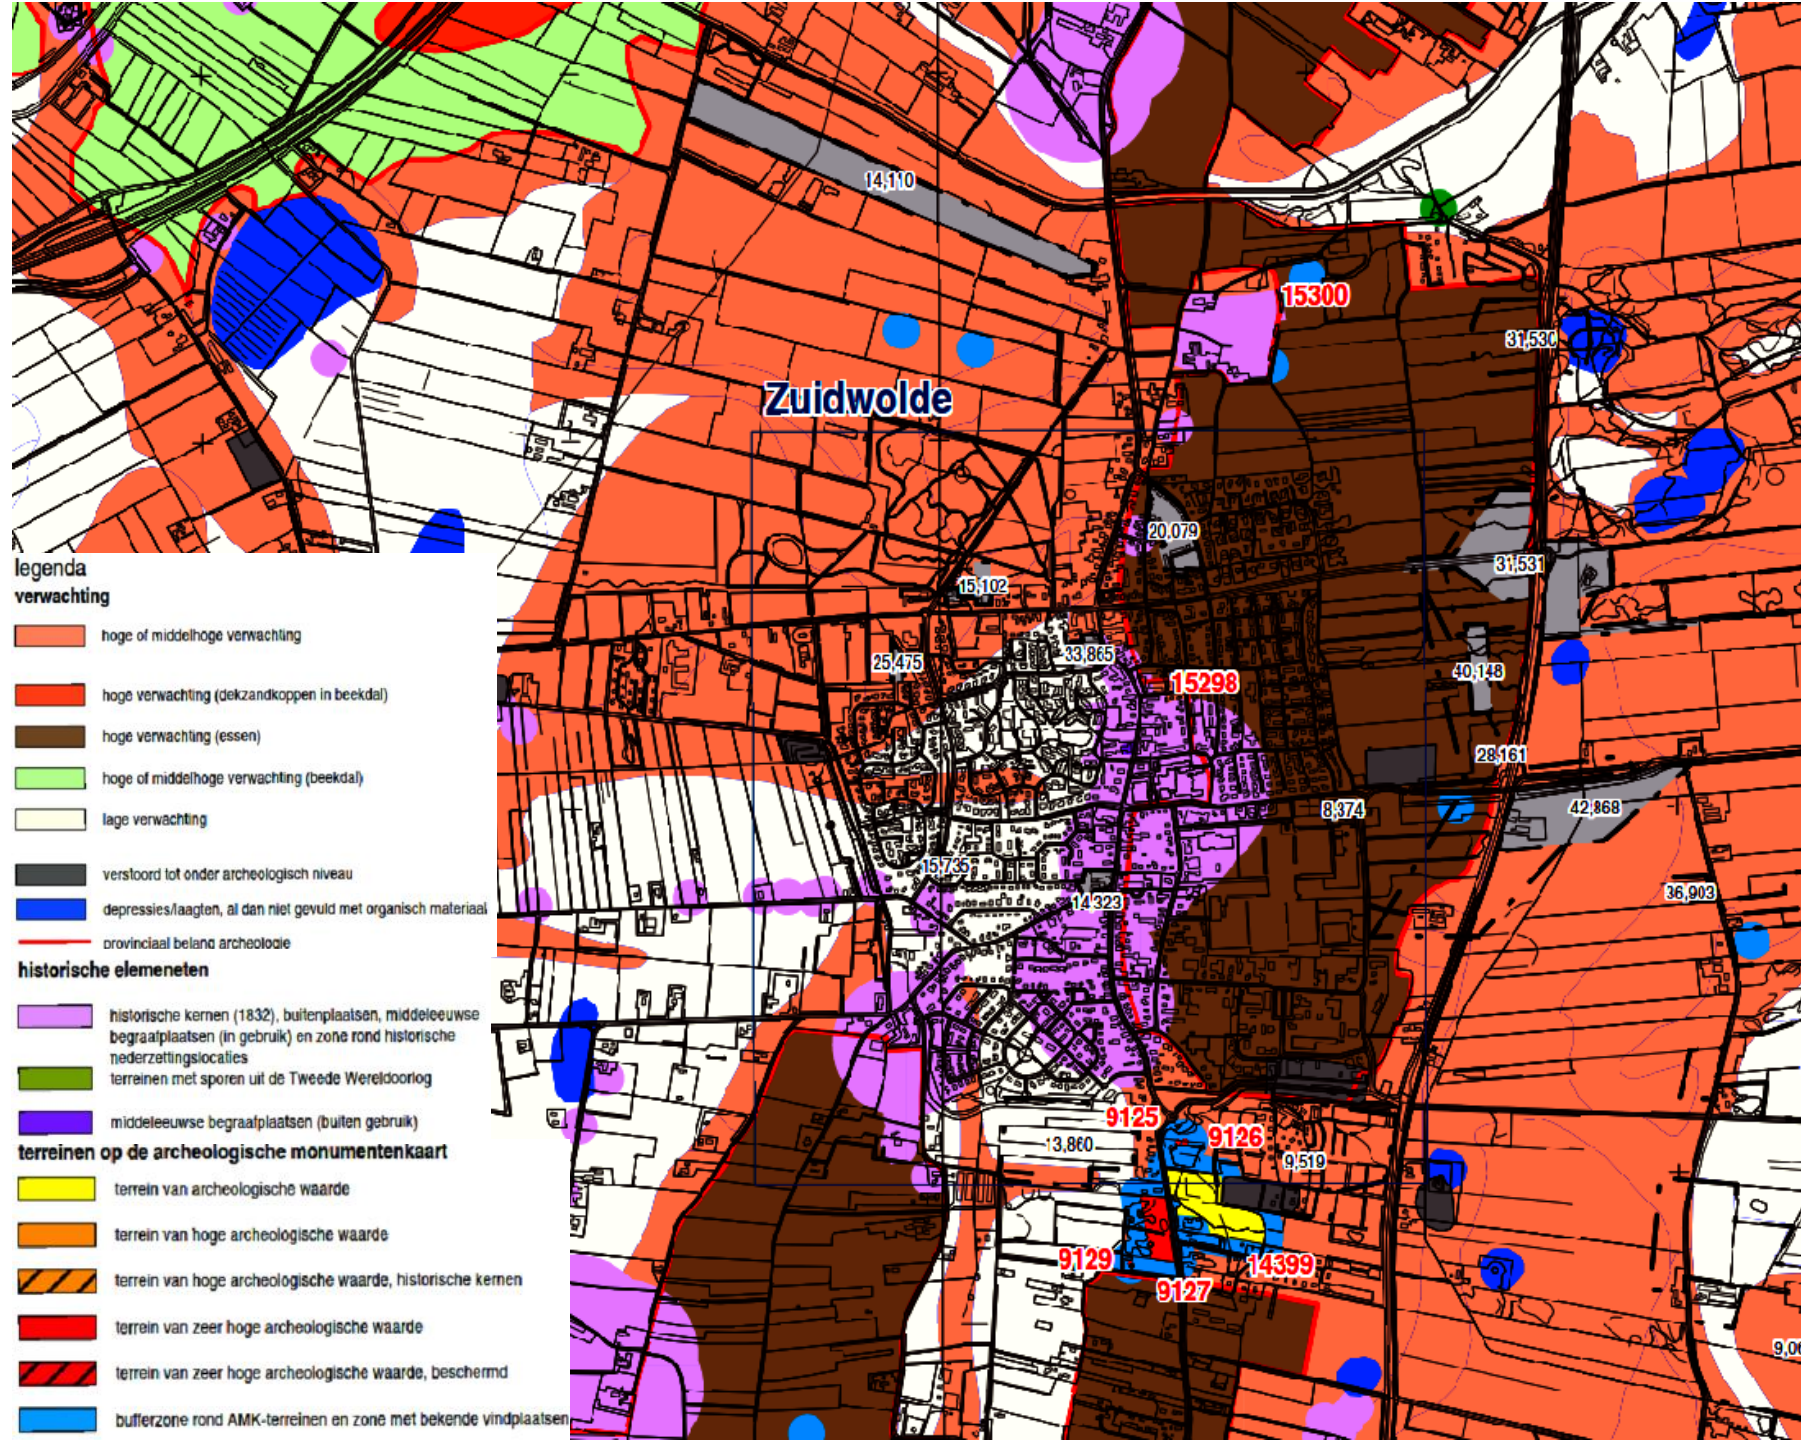 14,110
15300
31,530
Zuidwolde
20,079
31,531
15,102
33,865
25,475
40,148
15298
28,161
8,374
42,868
15,735
36,903
14,323
9125
9126
13,860
9,519
9129
14399
9127
legenda
verwachting
hoge of middelhoge verwachting
hoge verwachting (dekzandkoppen in beekdal)
hoge verwachting (essen)
hoge of middelhoge verwachting (beekdal)
lage verwachting
verstoord tot onder archeologisch niveau
depressies/laagten, al dan niet gevuld met organisch materiaal
provinciaal belang archeologie
historische elemeneten
historische kernen (1832), buitenplaatsen, middeleeuwse
begraafplaatsen (in gebruik) en zone rond historische
nederzettingslocaties
terreinen met sporen uit de Tweede Wereldoorlog
middeleeuwse begraafplaatsen (buiten gebruik)
terreinen op de archeologische monumentenkaart
terrein van archeologische waarde
terrein van hoge archeologische waarde
terrein van hoge archeologische waarde, historische kernen
terrein van zeer hoge archeologische waarde
terrein van zeer hoge archeologische waarde, beschermd
bufferzone rond AMK-terreinen en zone met bekende vindplaatsen